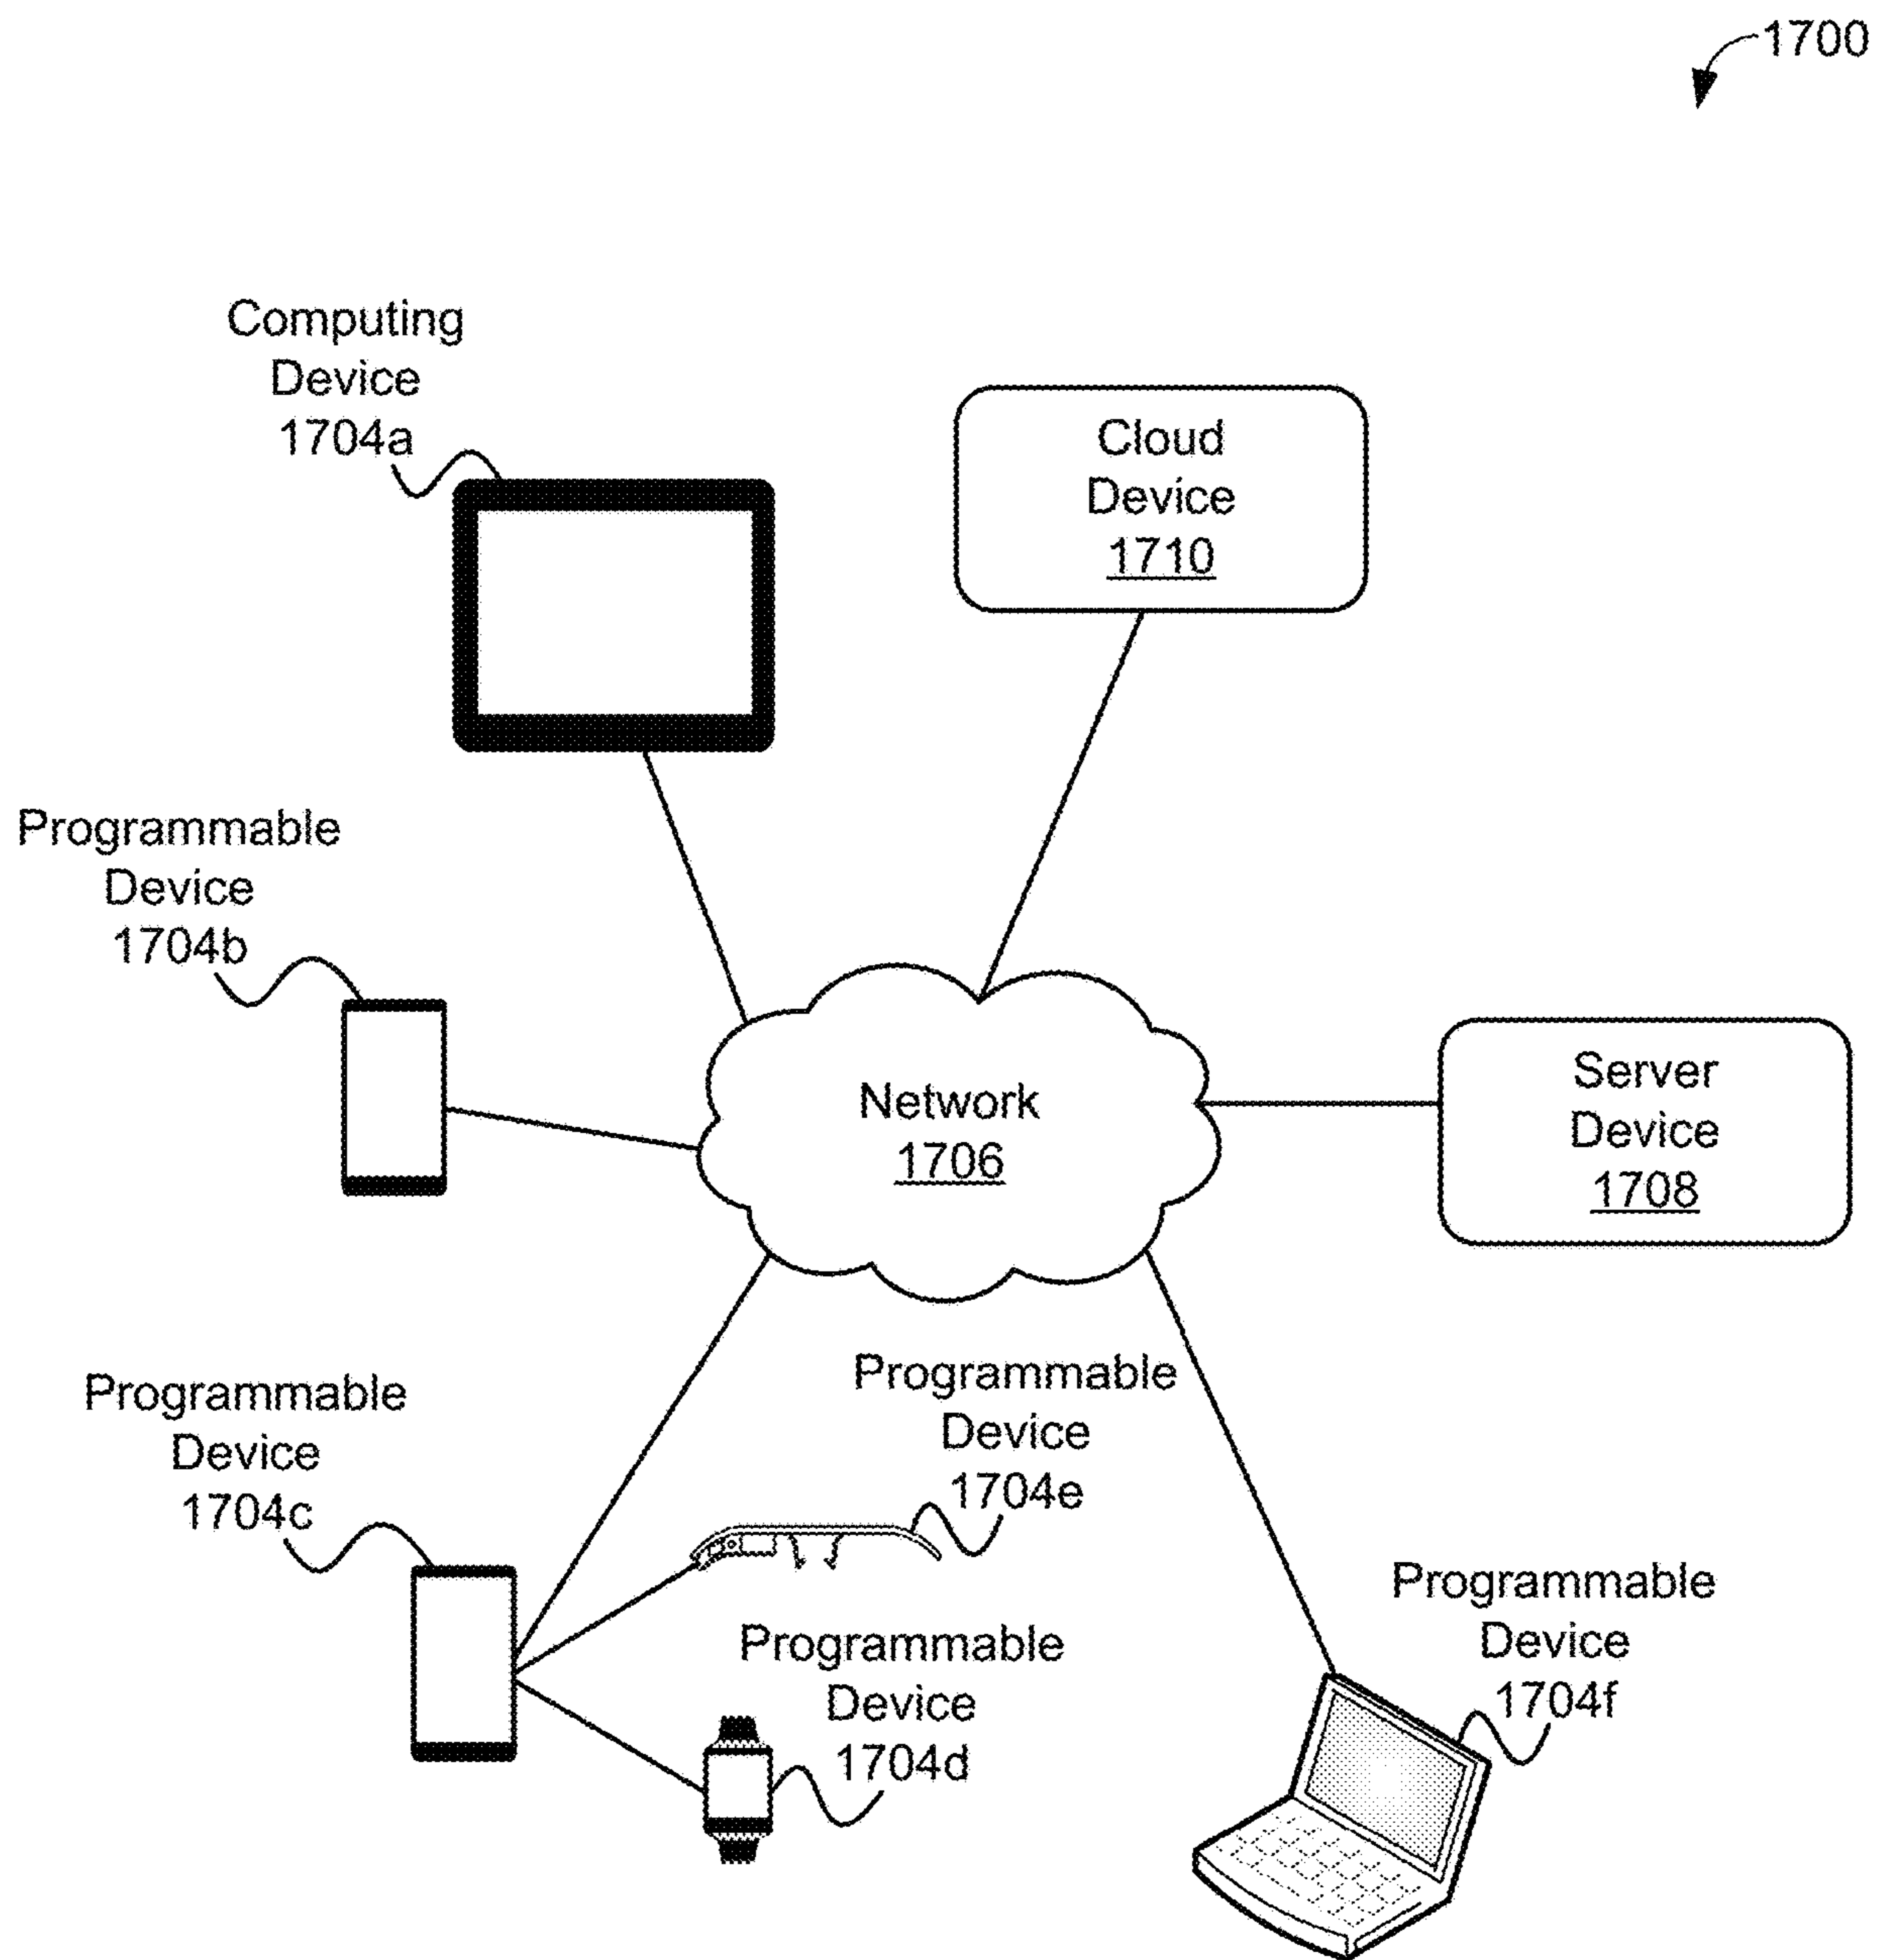 1700
Computing
Device
1704a
Cloud
Device
1710
Programmable
Device
1704b
Network
1706
Server
Device
1708
Programmable
Device
1704c
Programmable
Device
1704e
Programmable
Device
1704d
Programmable
Device
1704f